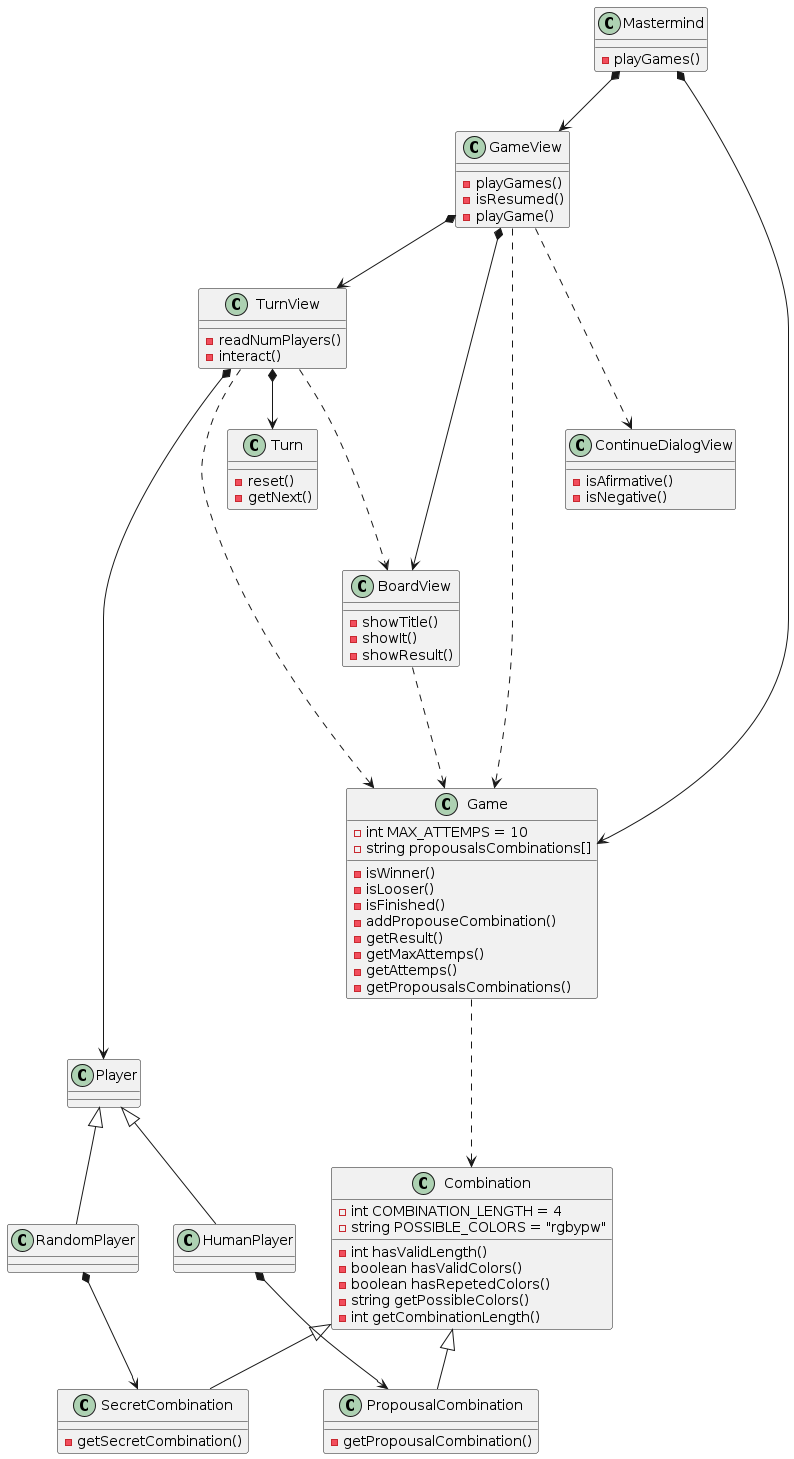 C Mastermind
playGames()
C GameView
playGames()
isResumed()
playGame()
C TurnView
readNumPlayers()
interact()
C Turn
reset()
getNext()
C ContinueDialogView
isAfirmative()
isNegative()
C BoardView
showTitle()
showIt()
showResult()
C Game
int MAX_ATTEMPS = 10
string propousalsCombinations[]
isWinner()
isLooser()
isFinished()
addPropouseCombination()
getResult()
getMaxAttemps()
getAttemps()
getPropousalsCombinations()
C Player
C Combination
int COMBINATION_LENGTH = 4
string POSSIBLE_COLORS = "rgbypw"
int hasValidLength()
boolean hasValidColors()
boolean hasRepetedColors()
string getPossibleColors()
int getCombinationLength()
C RandomPlayer
C HumanPlayer
C SecretCombination
getSecretCombination()
C PropousalCombination
getPropousalCombination()